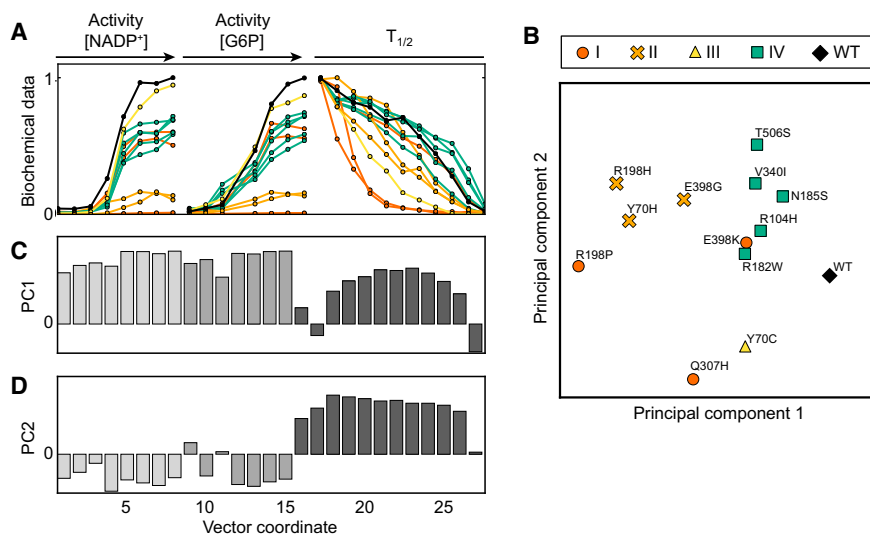 A
Activity
[NADP+]
Activity
[G6P]
T1/2
Biochemical data
1
0
B
I II III IV WT
T506S
V340I
R198H
E398G
N185S
Y70H
R104H
E398K
R198P
R182W
WT
Y70C
Q307H
Principal component 2
Principal component 1
C
PC1
0
D
PC2
0
5 10 15 20 25
Vector coordinate